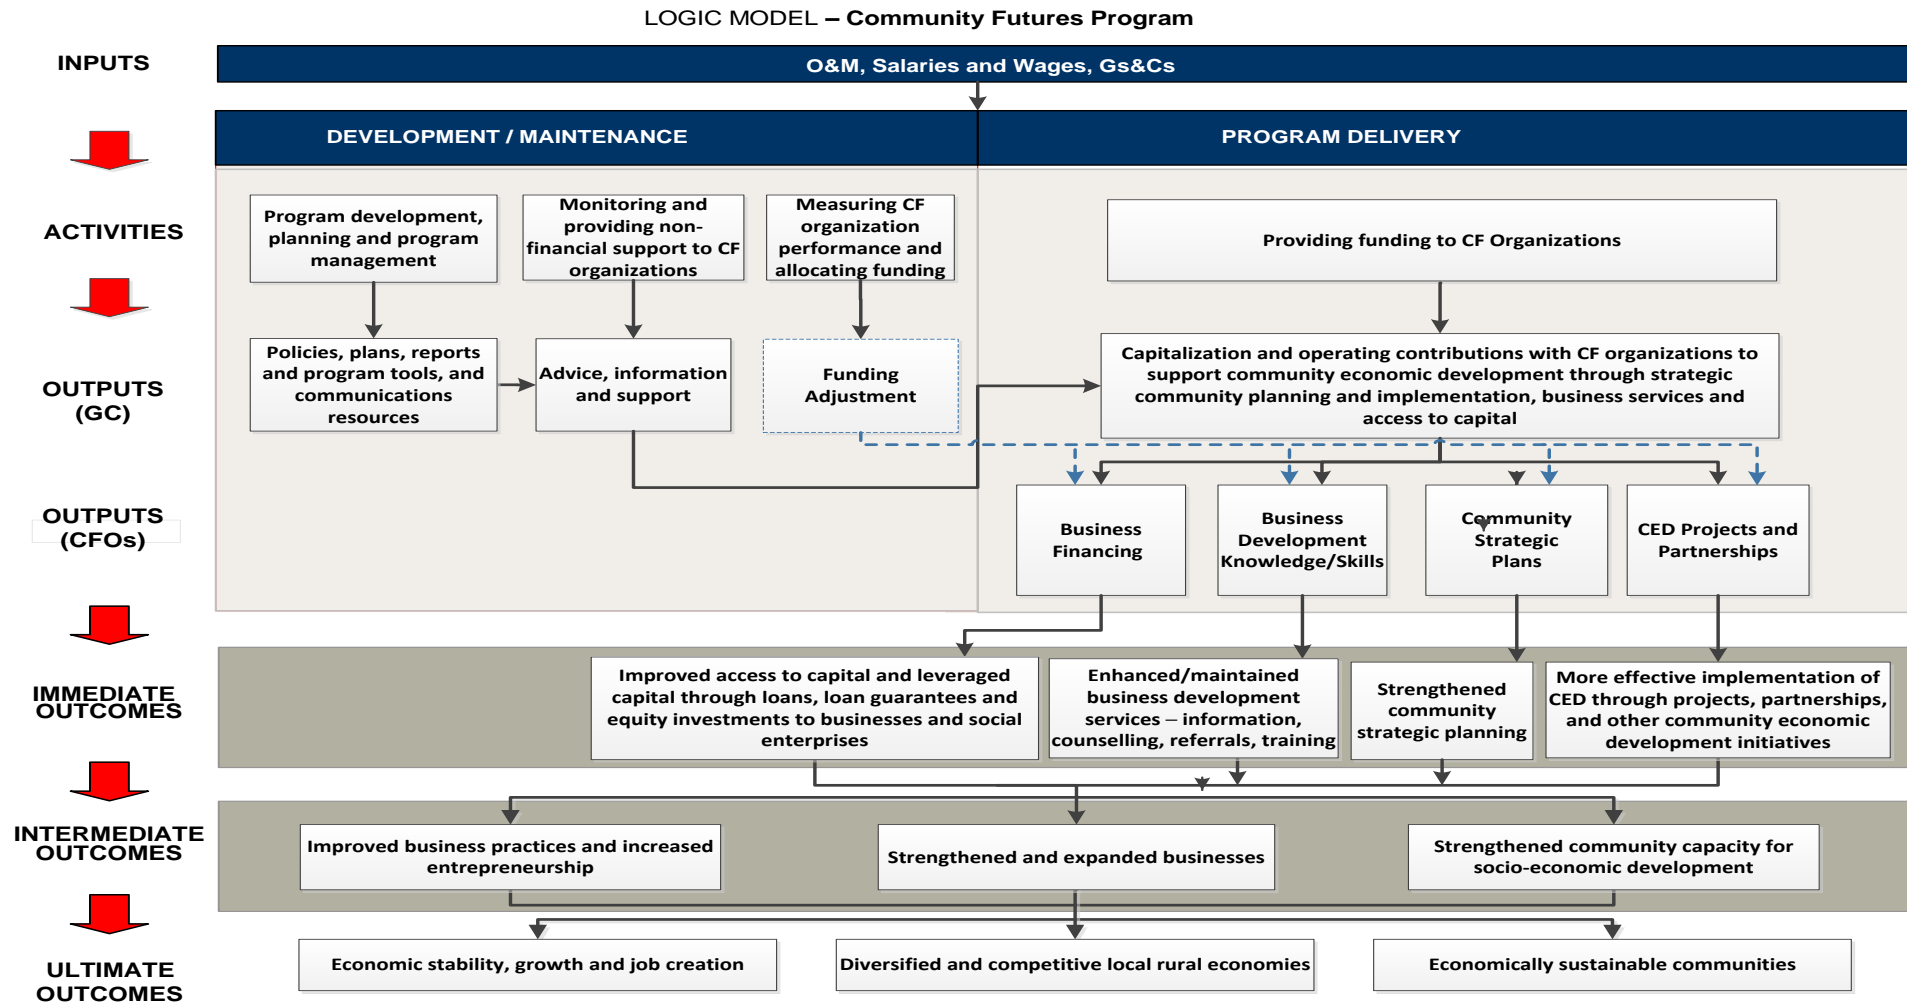 LOGIC MODEL – Community Futures Program
INPUTS
O&M, Salaries and Wages, Gs&Cs
DEVELOPMENT / MAINTENANCE
PROGRAM DELIVERY
ACTIVITIES
Program development,
planning and program
management
Monitoring and
providing non-
financial support to CF
organizations
Measuring CF
organization
performance and
allocating funding
Providing funding to CF Organizations
OUTPUTS
(GC)
Policies, plans, reports
and program tools, and
communications
resources
Advice, information
and support
Funding
Adjustment
Capitalization and operating contributions with CF organizations to
support community economic development through strategic
community planning and implementation, business services and
access to capital
OUTPUTS
(CFOs)
Business
Financing
Business
Development
Knowledge/Skills
Community
Strategic
Plans
CED Projects and
Partnerships
IMMEDIATE
OUTCOMES
Improved access to capital and leveraged
capital through loans, loan guarantees and
equity investments to businesses and social
enterprises
Enhanced/maintained
business development
services – information,
counselling, referrals, training
Strengthened
community
strategic planning
More effective implementation of
CED through projects, partnerships,
and other community economic
development initiatives
INTERMEDIATE
OUTCOMES
Improved business practices and increased
entrepreneurship
Strengthened and expanded businesses
Strengthened community capacity for
socio-economic development
ULTIMATE
OUTCOMES
Economic stability, growth and job creation
Diversified and competitive local rural economies
Economically sustainable communities